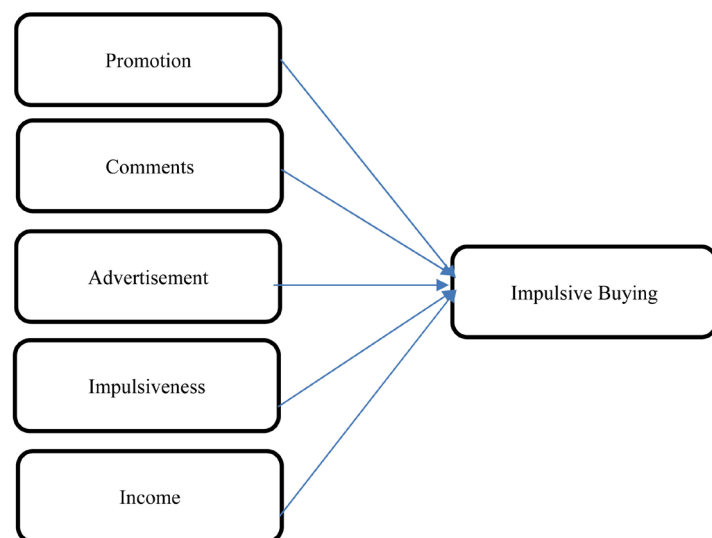 Promotion
Comments
Advertisement
Impulsive Buying
Impulsiveness
Income